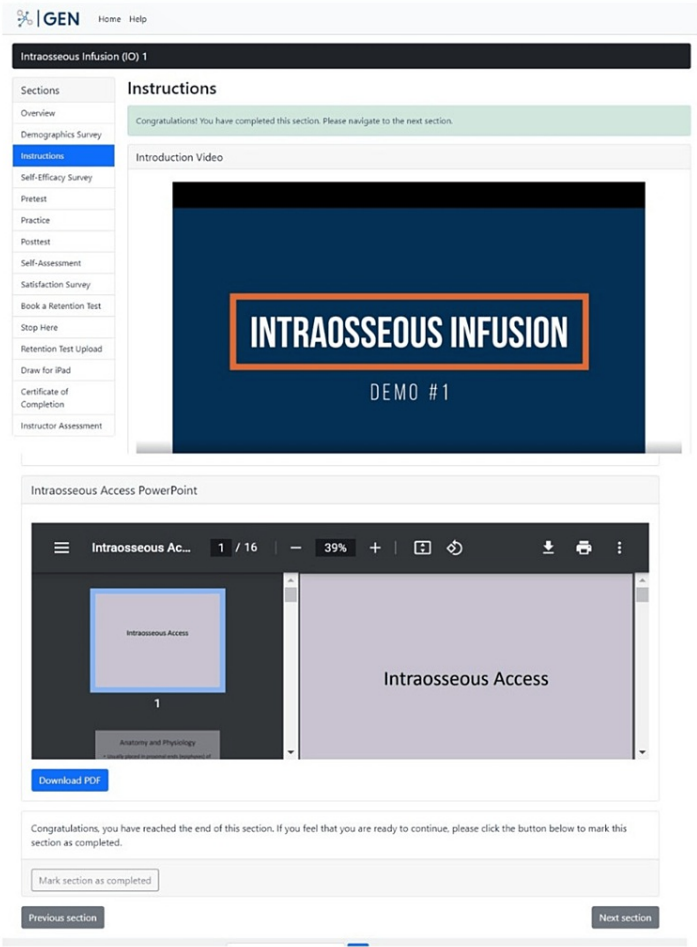 GEN
Home Help
Intraosseous Infusion (IO) 1
Sections
Overview
Demographics Survey
Instructions
Self-Efficacy Survey
Pretest
Practice
Posttest
Self-Assessment
Satisfaction Survey
Book a Retention Test
Stop Here
Retention Test Upload
Draw for iPad
Certificate of
Completion
Instructor Assessment
Instructions
Congratulations! You have completed this section. Please navigate to the next section.
Introduction Video
INTRAOSSEOUS INFUSION
DEMO #1
Intraosseous Access PowerPoint
Intraosseous Ac... 1 / 16 39%
Intraosseous Access
1
Anatomy and Physiology
Intraosseous Access
Download PDF
Congratulations, you have reached the end of this section. If you feel that you are ready to continue, please click the button below to mark this
section as completed.
Mark section as completed
Previous section
Next section